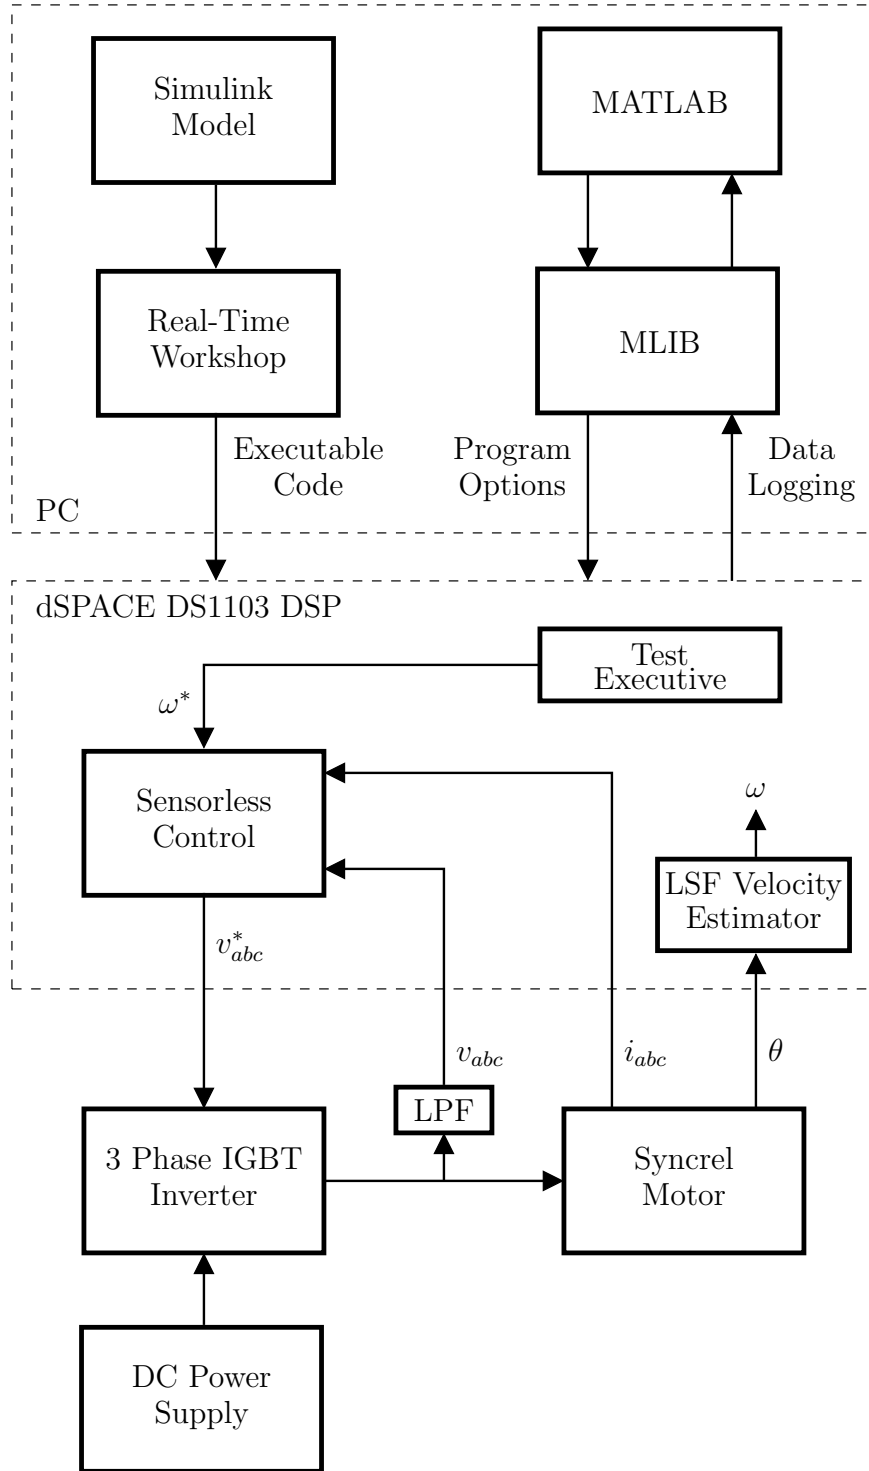 Simulink
Model
MATLAB
Real-Time
Workshop
MLIB
Executable
Code
Program
Options
Data
Logging
PC
dSPACE DS1103 DSP
Test
Executive
ω*
Sensorless
Control
ω
LSF Velocity
Estimator
v*abc
vabc
iabc
θ
LPF
3 Phase IGBT
Inverter
Syncrel
Motor
DC Power
Supply